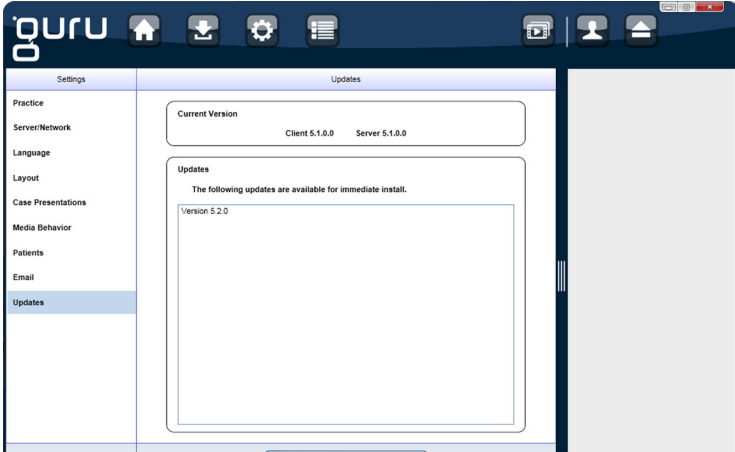 guru
Settings
Updates
Practice
Server/Network
Language
Layout
Case Presentations
Media Behavior
Patients
Email
Updates
Current Version
Client 5.1.0.0 Server 5.1.0.0
Updates
The following updates are available for immediate install.
Version 5.2.0